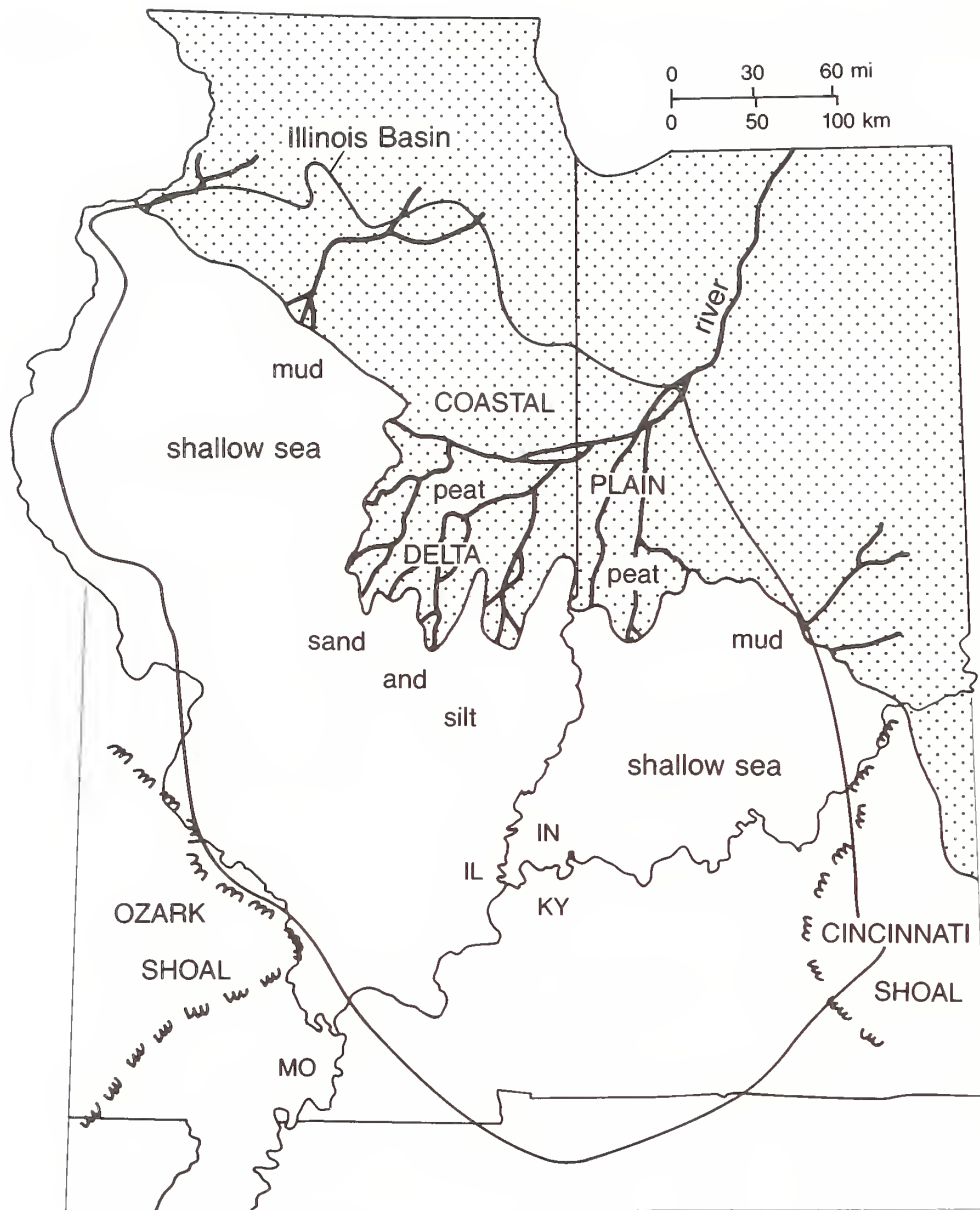 0 30 60 mi
0 50 100 km
Illinois Basin
river
mud
COASTAL
shallow sea
peat
PLAIN
DELTA
peat
sand
mud
and
silt
shallow sea
IN
IL
KY
OZARK
CINCINNATI
SHOAL
SHOAL
MO